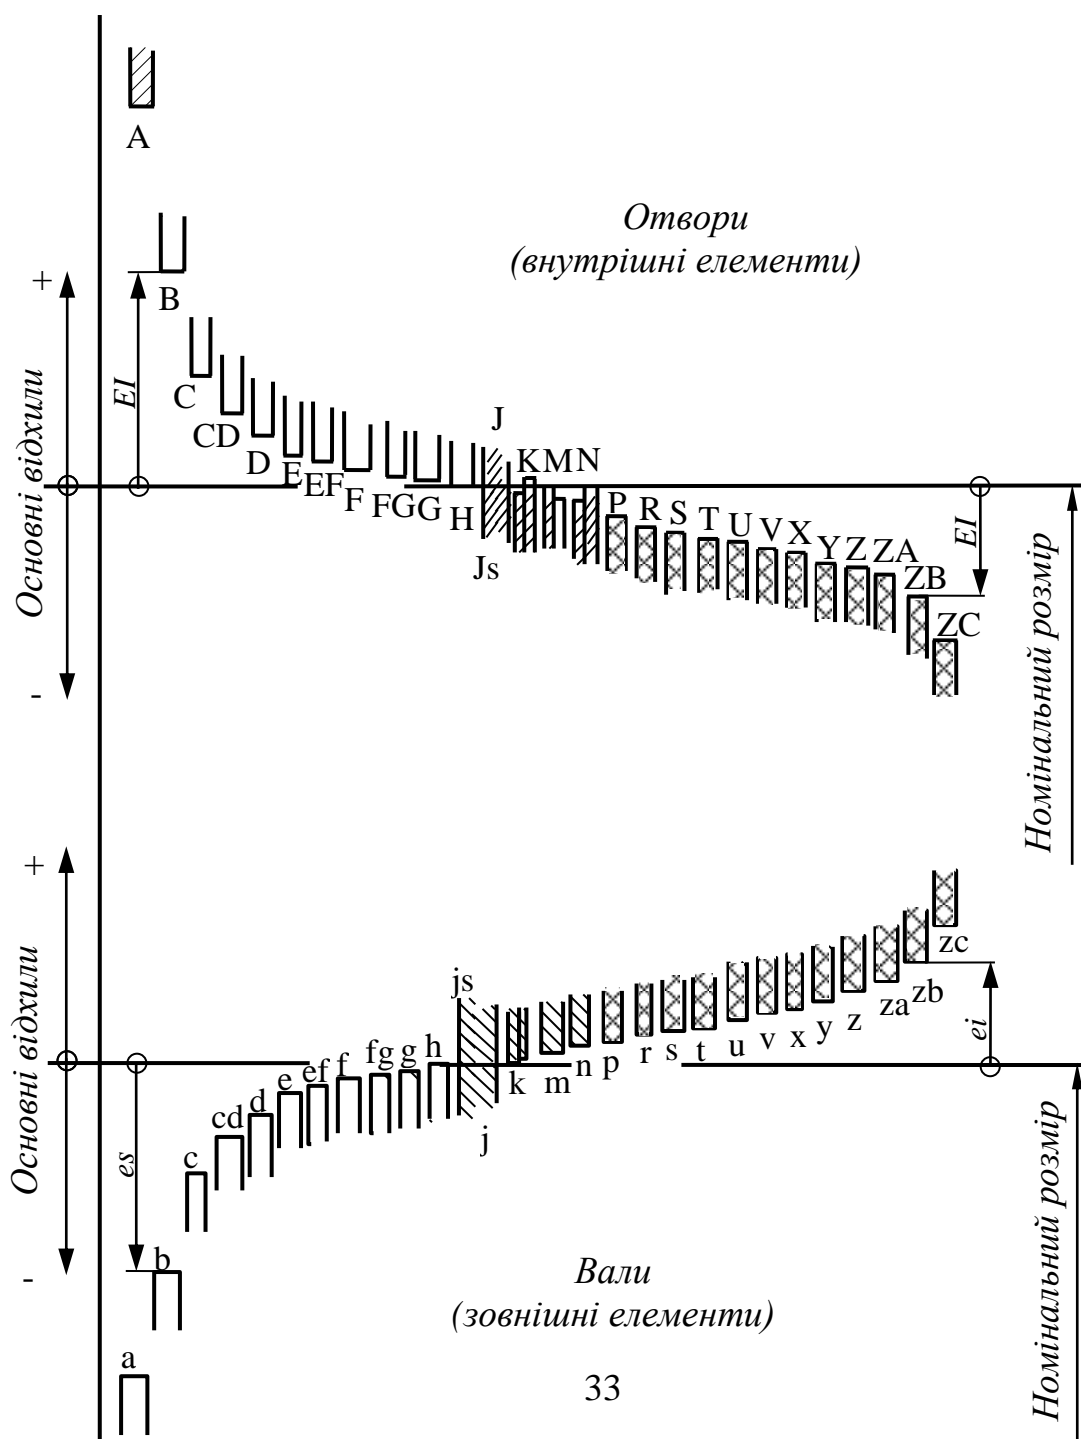 A
Отвори
(внутрішні елементи)
+
B
EI
C
CD
D
E
EF
F
FG
G
H
J
Js
K
M
N
P
R
S
T
U
V
X
Y
Z
ZA
ZB
ZC
EI
Основні відхили
-
Номінальний розмір
+
Основні відхили
-
es
a
b
c
cd
d
e
ef
f
fg
g
h
js
j
k
m
n
p
r
s
t
u
v
x
y
z
za
zb
zc
ei
Номінальний розмір
Вали
(зовнішні елементи)
33